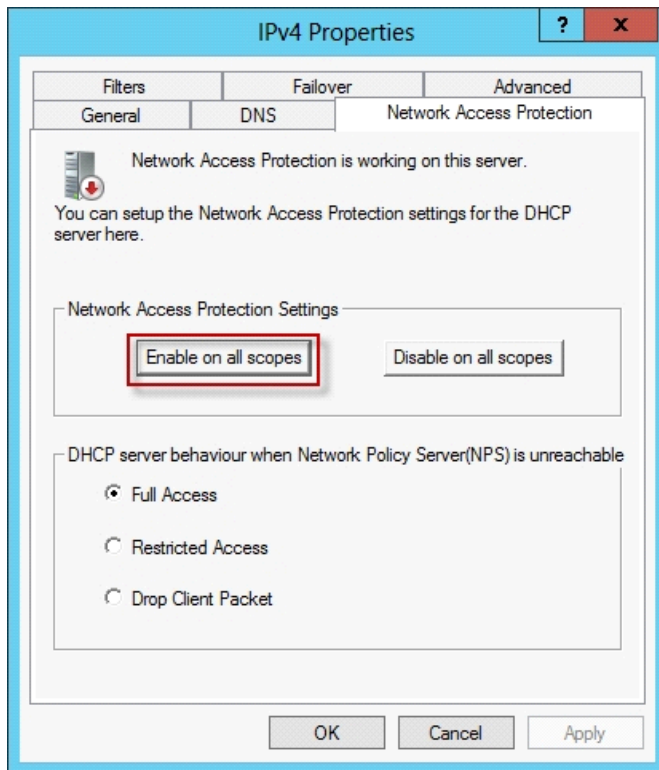 IPv4 Properties
?
x
Filters
Failover
Advanced
General
DNS
Network Access Protection
Network Access Protection is working on this server.
You can setup the Network Access Protection settings for the DHCP
server here.
Network Access Protection Settings
Enable on all scopes
Disable on all scopes
DHCP server behaviour when Network Policy Server(NPS) is unreachable
Full Access
Restricted Access
Drop Client Packet
OK
Cancel
Apply